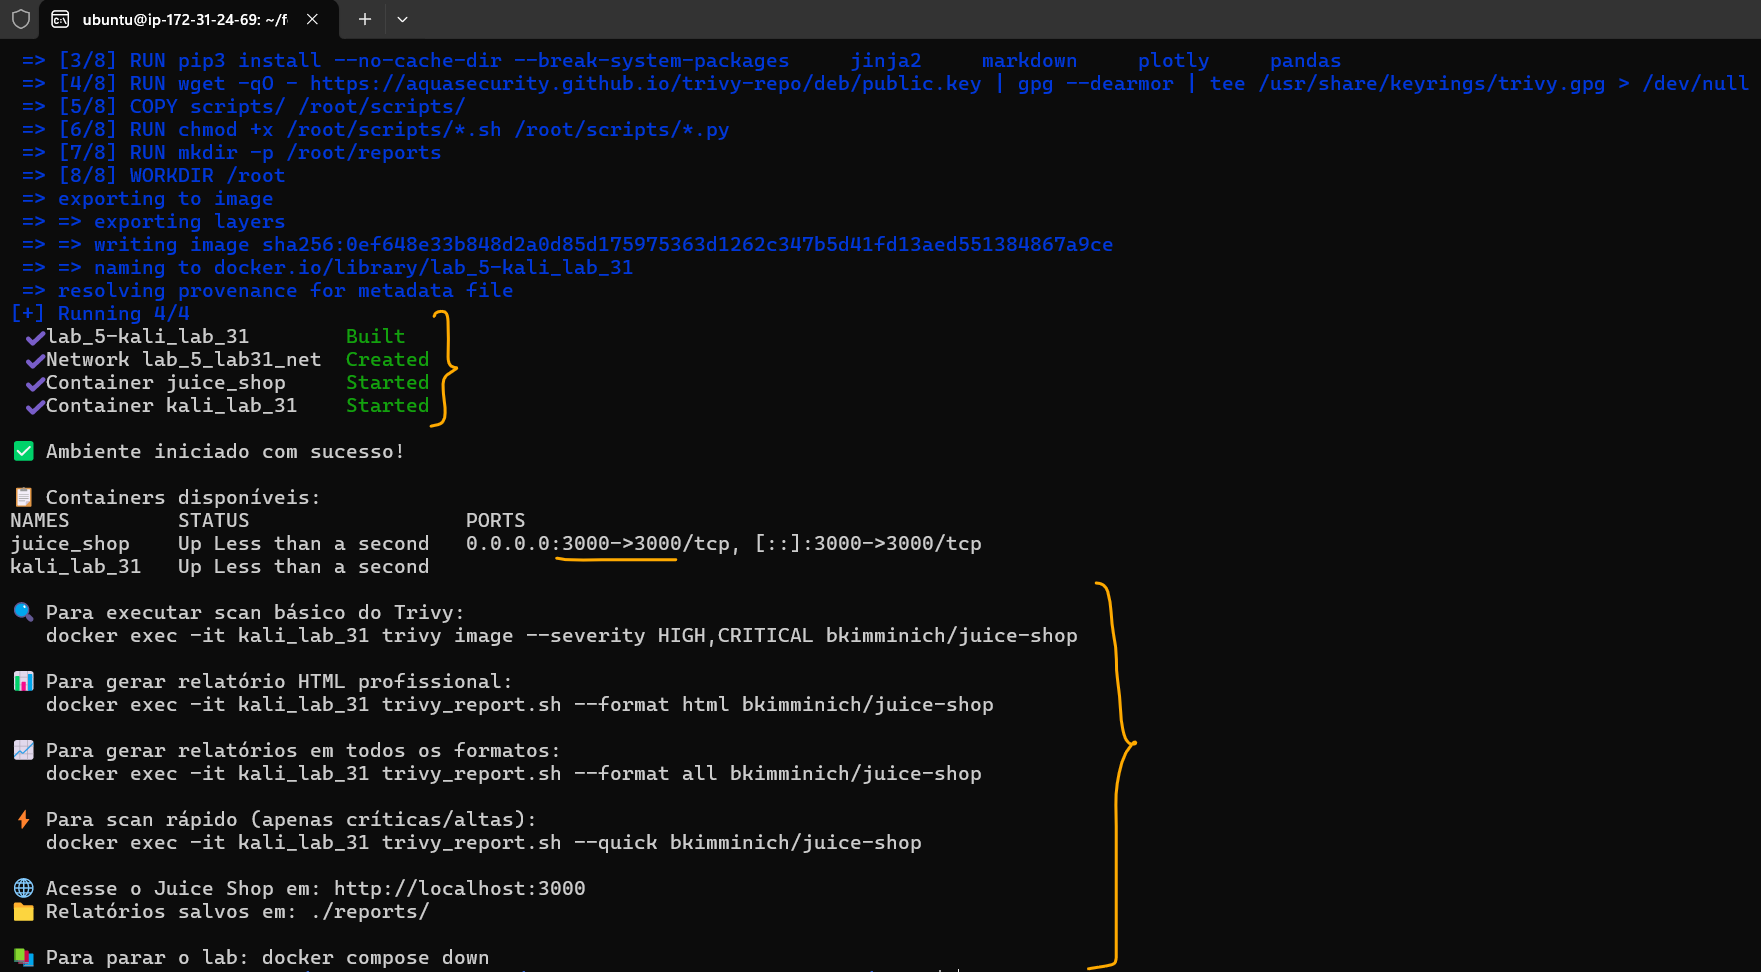 ubuntu@ip-172-31-24-69: ~/f
=> [3/8] RUN pip3 install --no-cache-dir --break-system-packages     jinja2     markdown     plotly     pandas
=> [4/8] RUN wget -qO - https://aquasecurity.github.io/trivy-repo/deb/public.key | gpg --dearmor | tee /usr/share/keyrings/trivy.gpg > /dev/null
=> [5/8] COPY scripts/ /root/scripts/
=> [6/8] RUN chmod +x /root/scripts/*.sh /root/scripts/*.py
=> [7/8] RUN mkdir -p /root/reports
=> [8/8] WORKDIR /root
=> exporting to image
=> => exporting layers
=> => writing image sha256:0ef648e33b848d2a0d85d175975363d1262c347b5d41fd13aed551384867a9ce
=> => naming to docker.io/library/lab_5-kali_lab_31
=> resolving provenance for metadata file
[+] Running 4/4
✔lab_5-kali_lab_31        Built
✔Network lab_5_lab31_net  Created
✔Container juice_shop     Started
✔Container kali_lab_31    Started
✅ Ambiente iniciado com sucesso!
📋 Containers disponíveis:
NAMES         STATUS                  PORTS
juice_shop    Up Less than a second   0.0.0.0:3000->3000/tcp, [::]:3000->3000/tcp
kali_lab_31   Up Less than a second
🔍 Para executar scan básico do Trivy:
docker exec -it kali_lab_31 trivy image --severity HIGH,CRITICAL bkimminich/juice-shop
📊 Para gerar relatório HTML profissional:
docker exec -it kali_lab_31 trivy_report.sh --format html bkimminich/juice-shop
📈 Para gerar relatórios em todos os formatos:
docker exec -it kali_lab_31 trivy_report.sh --format all bkimminich/juice-shop
⚡ Para scan rápido (apenas críticas/altas):
docker exec -it kali_lab_31 trivy_report.sh --quick bkimminich/juice-shop
🌐 Acesse o Juice Shop em: http://localhost:3000
📁 Relatórios salvos em: ./reports/
📚 Para parar o lab: docker compose down